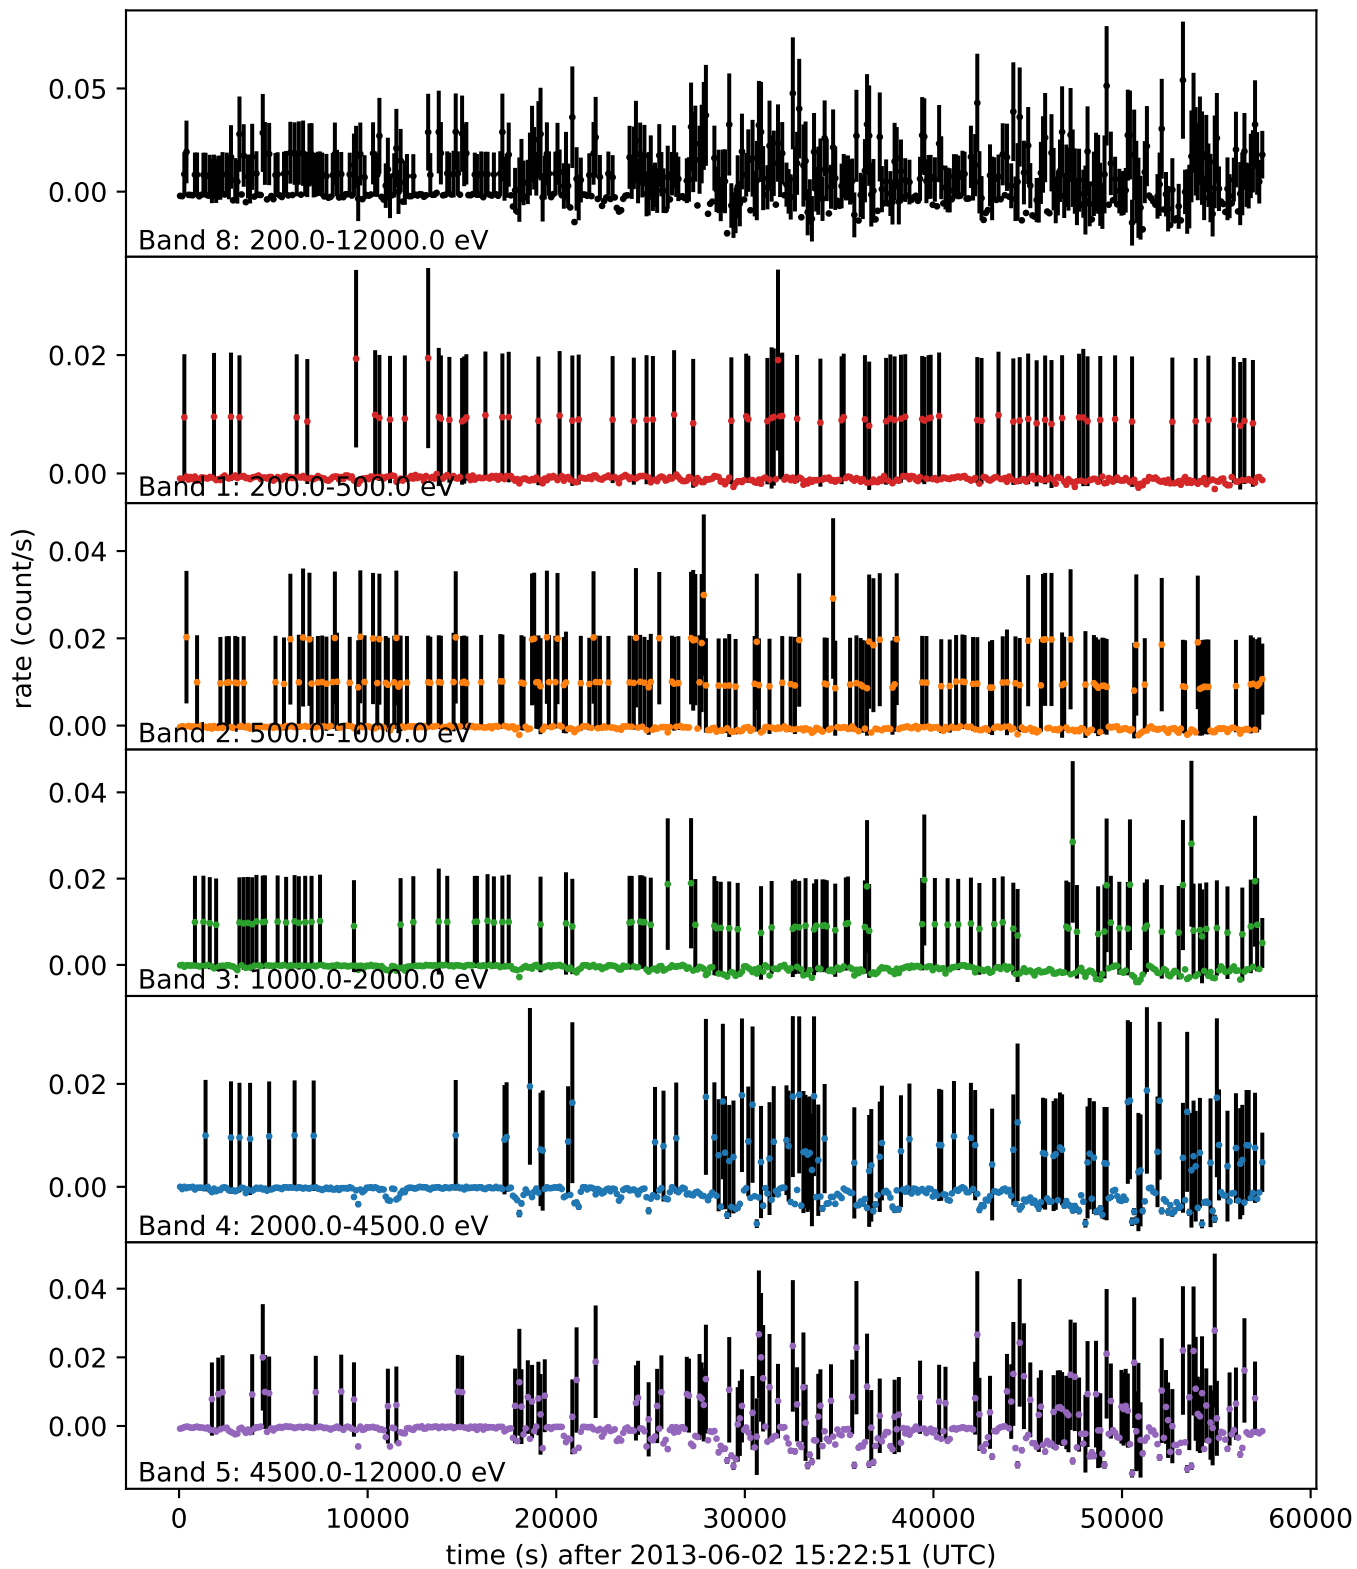 0.05
0.00
Band 8: 200.0-12000.0 eV
0.02
0.00
Band 1: 200.0-500.0 eV
rate (count/s)
0.04
0.02
0.00
Band 2: 500.0-1000.0 eV
0.04
0.02
0.00
Band 3: 1000.0-2000.0 eV
0.02
0.00
Band 4: 2000.0-4500.0 eV
0.04
0.02
0.00
Band 5: 4500.0-12000.0 eV
0 10000 20000 30000 40000 50000 60000
time (s) after 2013-06-02 15:22:51 (UTC)